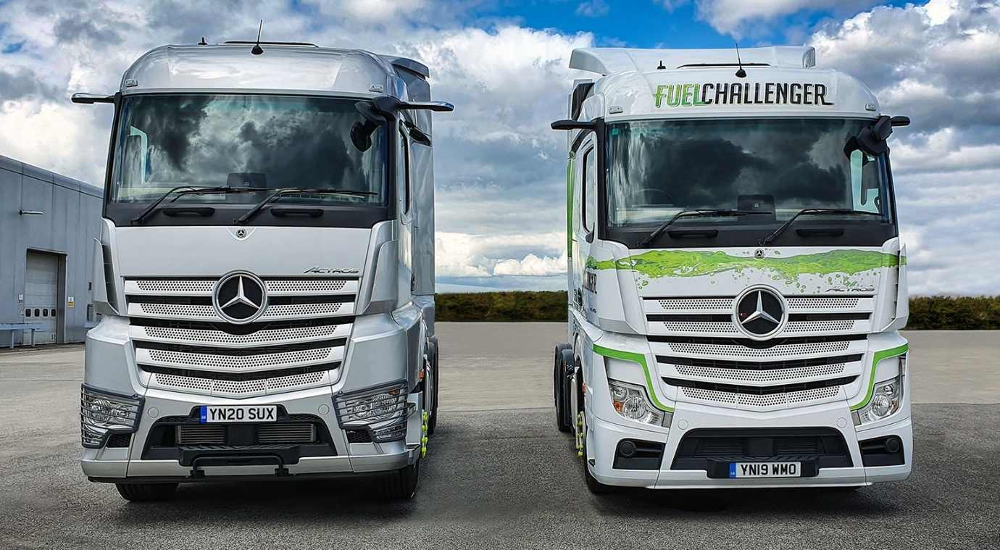 FUELCHALLENGER
ACTROS
ACTROS
YN20 SUX
YN19 WMO